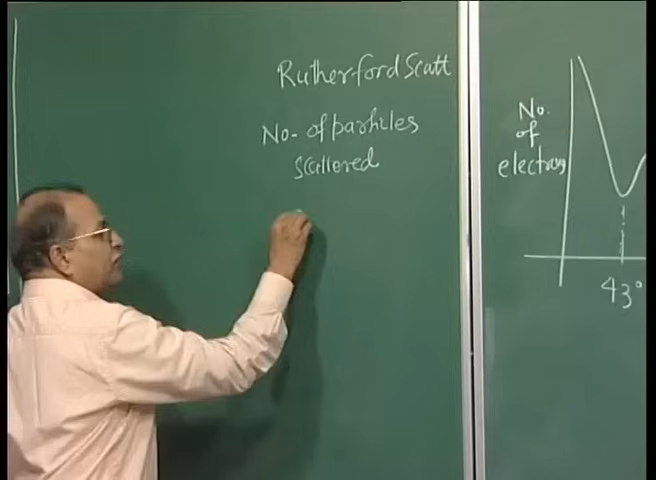 Rutherford Scatt
No. of particles
scattered
No.
of
electrons
43°